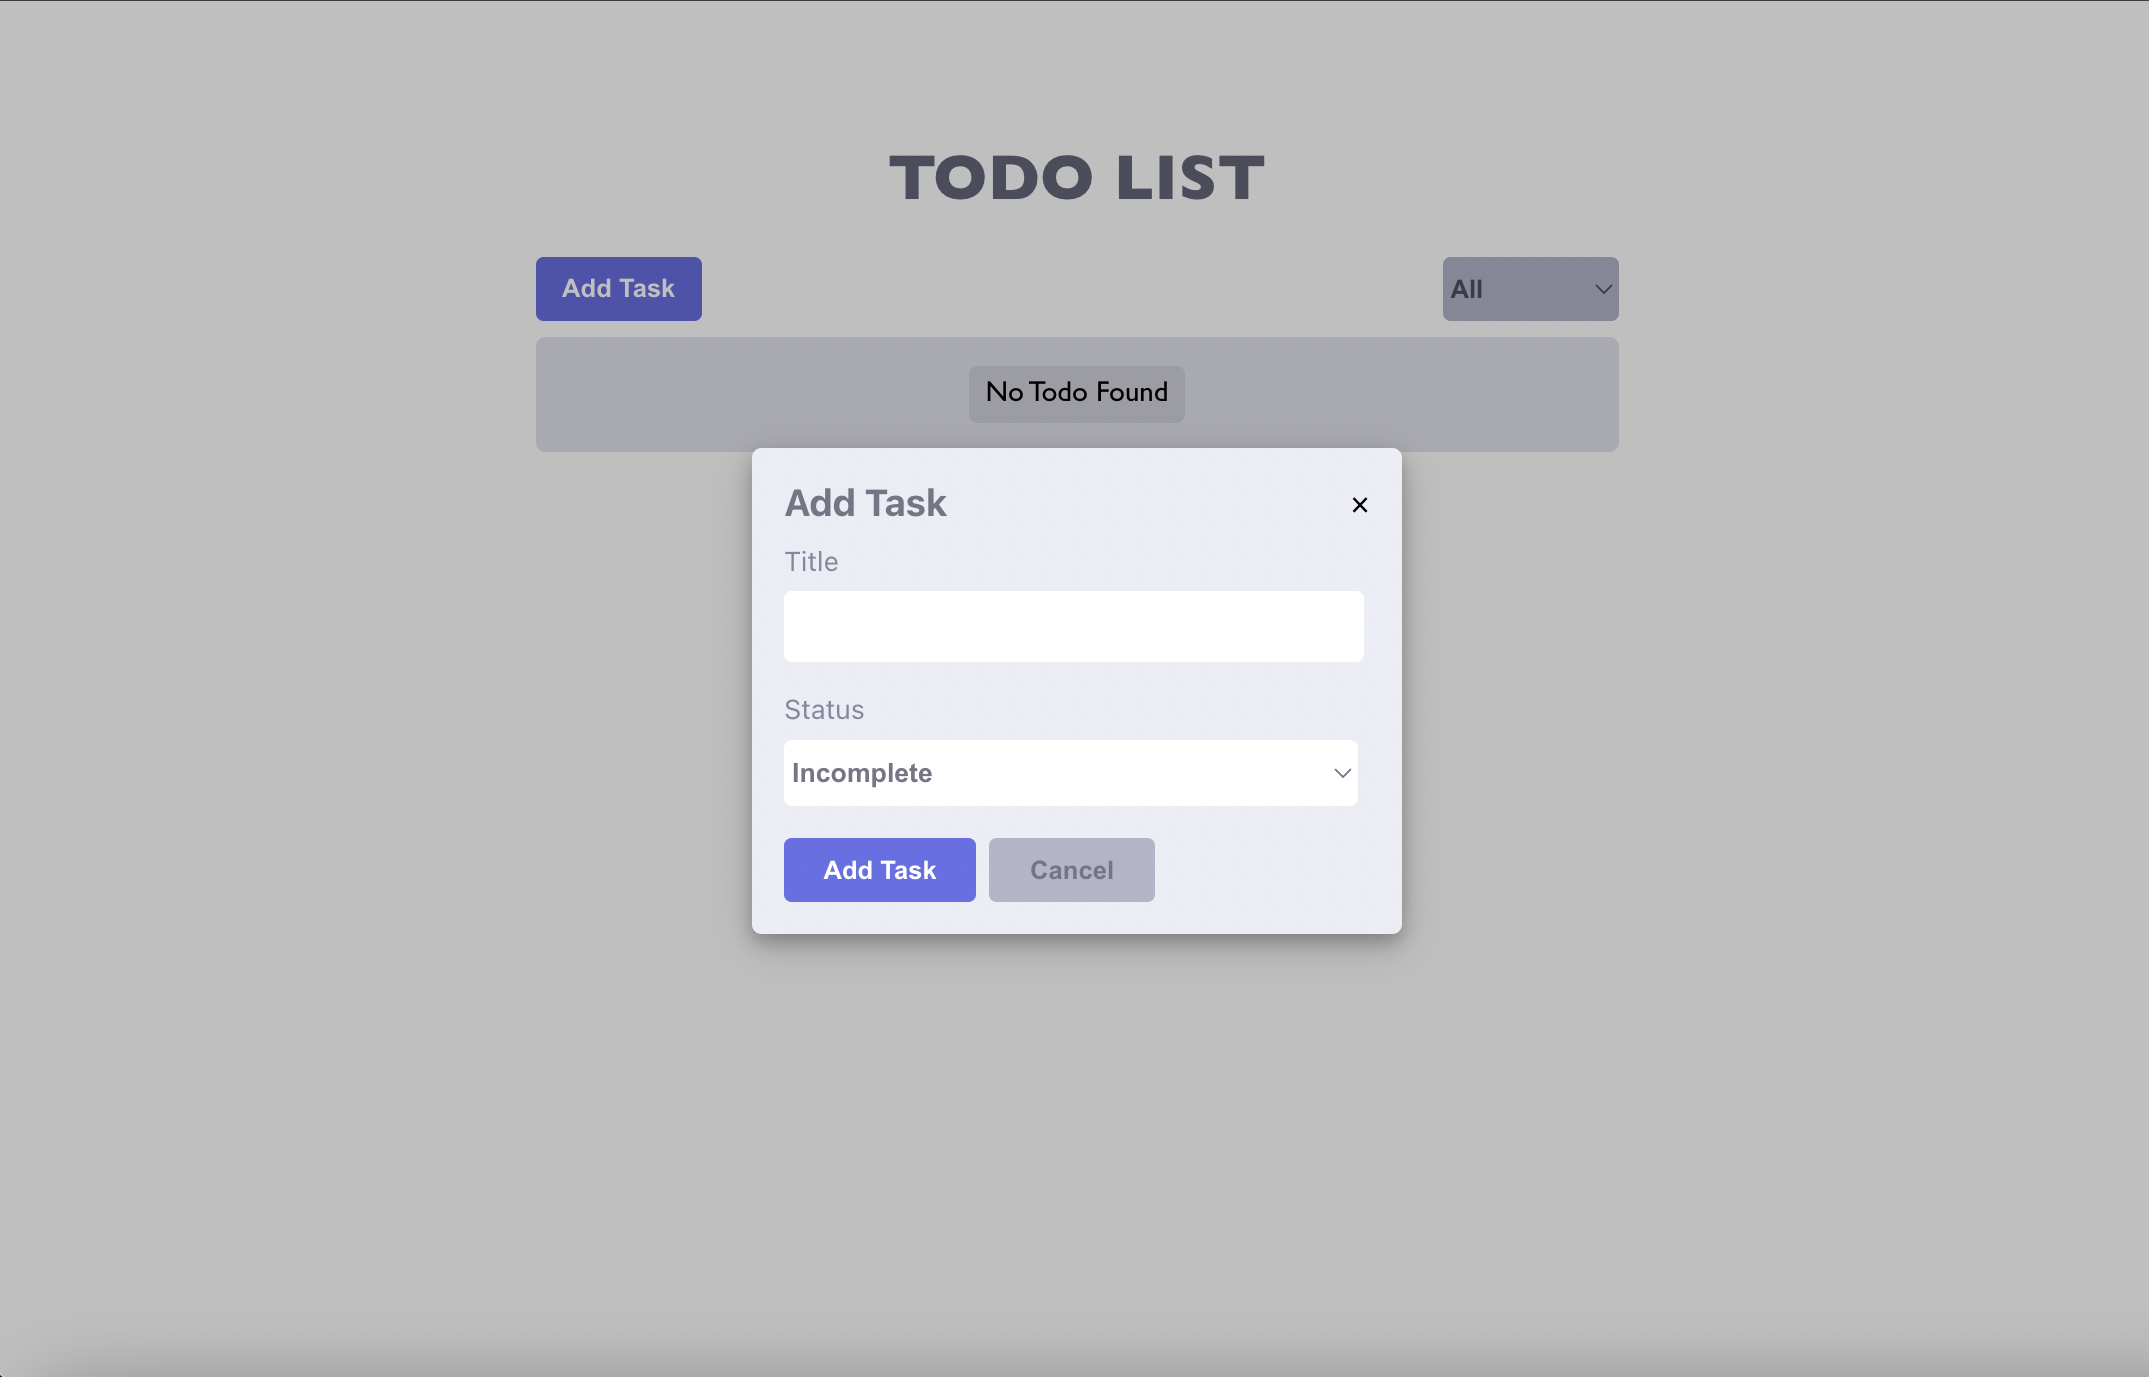 TODO LIST
Add Task
All
No Todo Found
Add Task
×
Title
Status
Incomplete
Add Task
Cancel